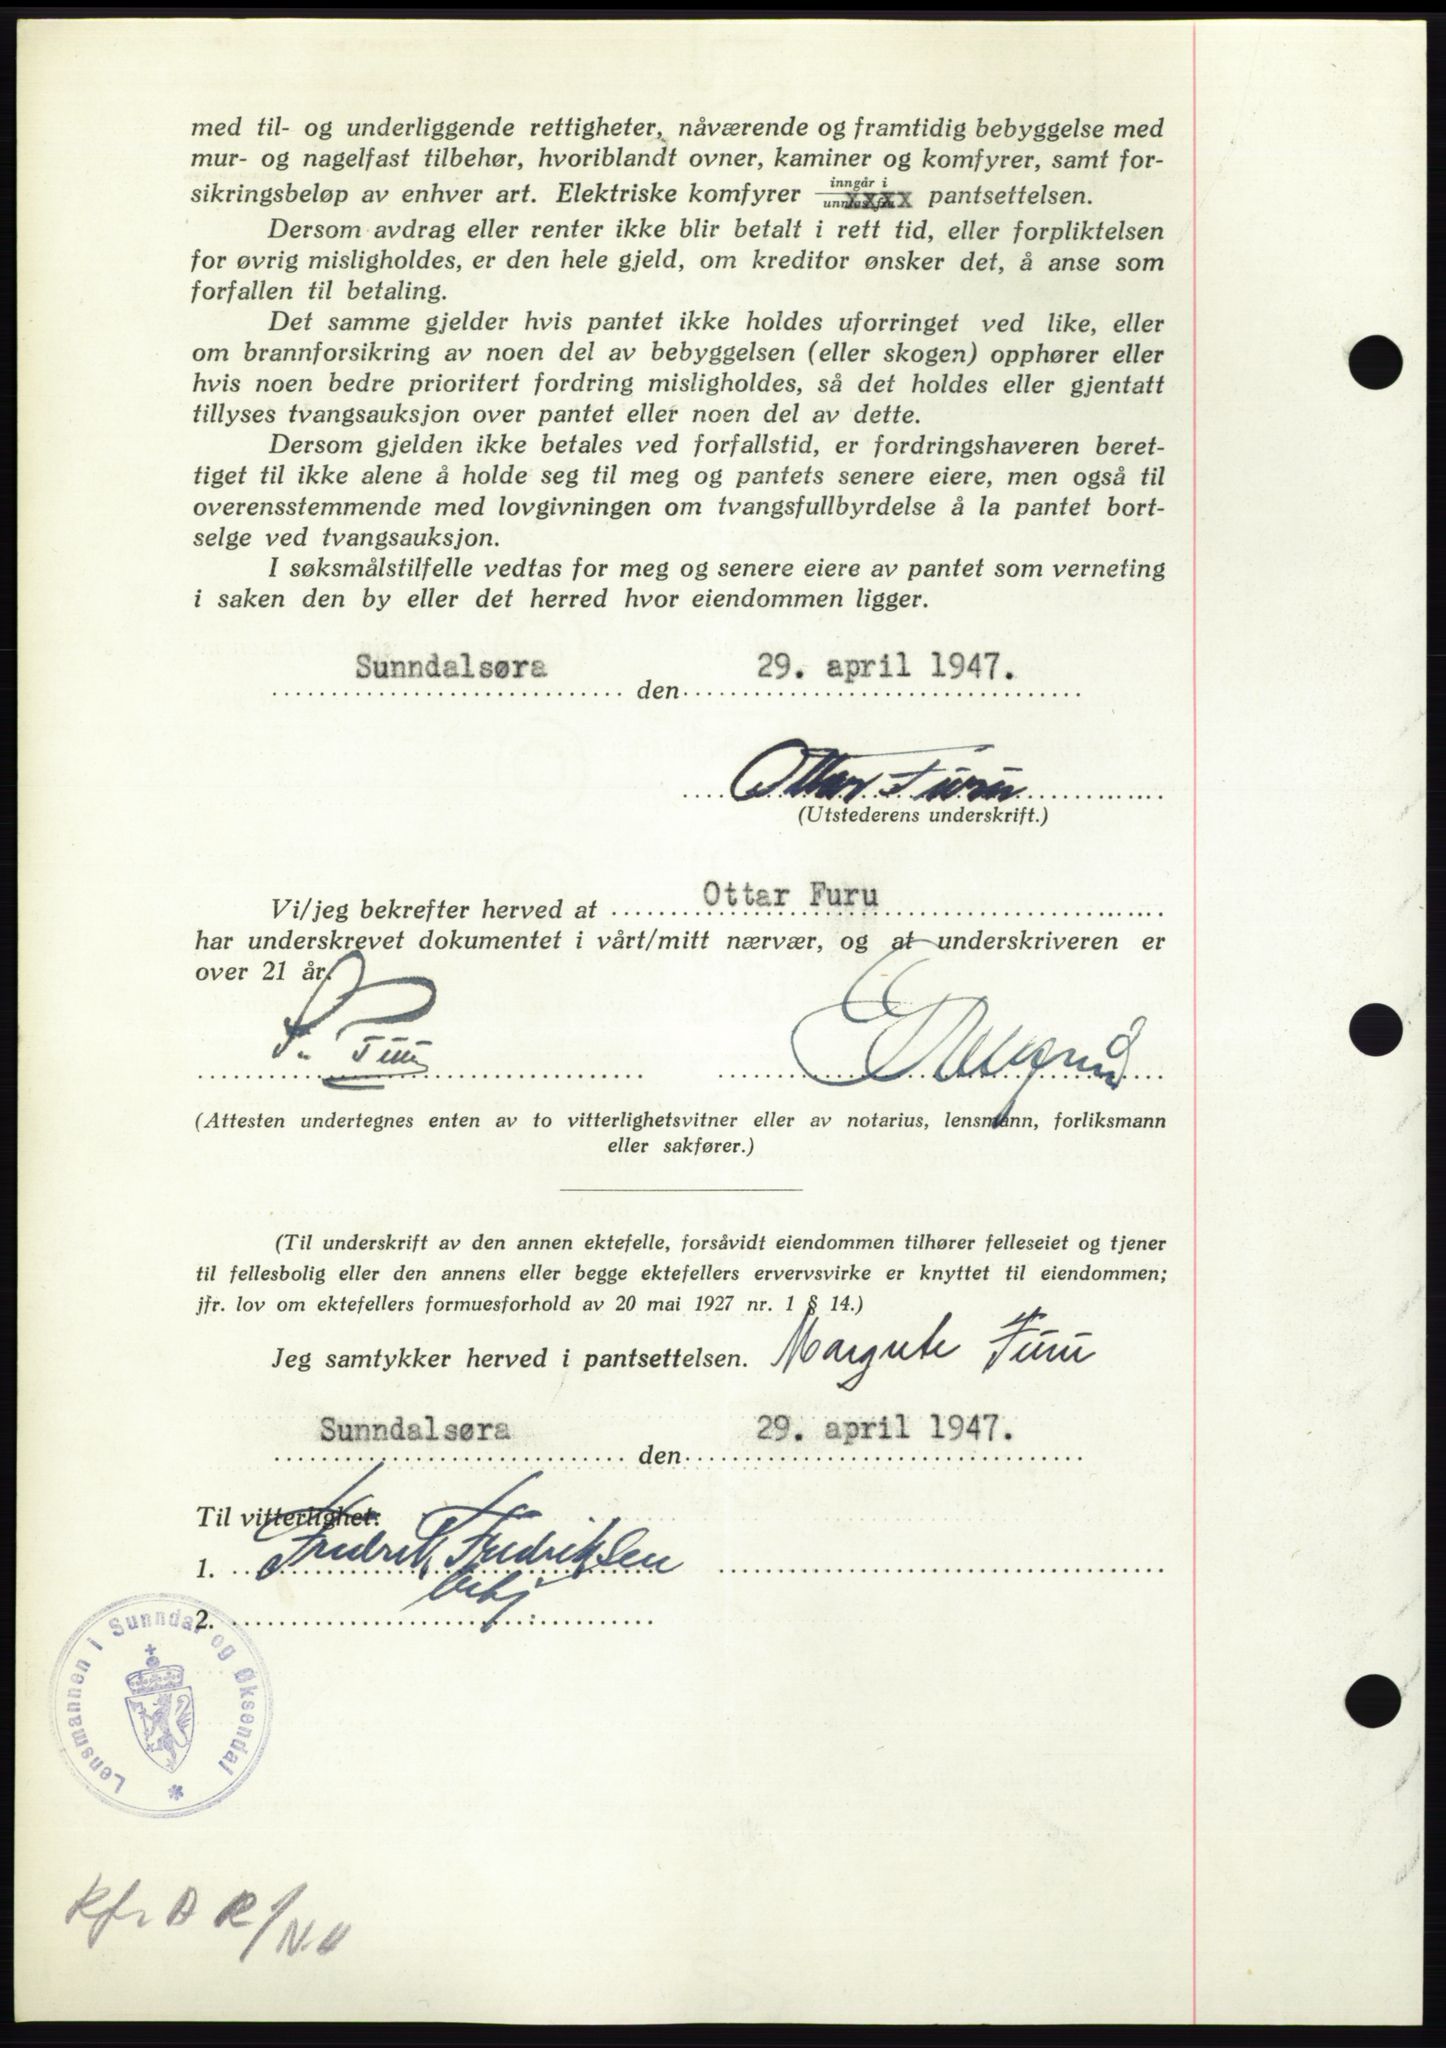 med til- og underliggende rettigheter, nåværende og framtidig bebyggelse med
mur- og nagelfast tilbehør, hvoriblandt ovner, kaminer og komfyrer, samt for-
sikringsbeløp av enhver art. Elektriske komfyrer inngår i XXXX pantsettelsen.
Dersom avdrag eller renter ikke blir betalt i rett tid, eller forpliktelsen
for øvrig misligholdes, er den hele gjeld, om kreditor ønsker det, å anse som
forfallen til betaling.
Det samme gjelder hvis pantet ikke holdes uforringet ved like, eller
om brannforsikring av noen del av bebyggelsen (eller skogen) opphører eller
hvis noen bedre prioritert fordring misligholdes, så det holdes eller gjentatt
tillyses tvangsauksjon over pantet eller noen del av dette.
Dersom gjelden ikke betales ved forfallstid, er fordringshaveren beret-
tiget til ikke alene å holde seg til meg og pantets senere eiere, men også til
overensstemmende med lovgivningen om tvangsfullbyrdelse å la pantet bort-
selge ved tvangsauksjon.
I søksmålstilfelle vedtas for meg og senere eiere av pantet som verneting
i saken den by eller det herred hvor eiendommen ligger.
Sunndalsøra den 29. april 1947.
Ottar Furu
(Utstederens underskrift.)
Vi/jeg bekrefter herved at Ottar Furu
har underskrevet dokumentet i vårt/mitt nærvær, og at underskriveren er
over 21 år.
Furu
(Attesten undertegnes enten av to vitterlighetsvitner eller av notarius, lensmann, forliksmann
eller sakfører.)
(Til underskrift av den annen ektefelle, forsåvidt eiendommen tilhører felleseiet og tjener
til fellesbolig eller den annens eller begge ektefellers ervervsvirke er knyttet til eiendommen;
jfr. lov om ektefellers formuesforhold av 20 mai 1927 nr. 1 § 14.)
Jeg samtykker herved i pantsettelsen. Margrete Furu
Sunndalsøra den 29. april 1947.
Til vitterlighet:
1. Fredrik Fredriksen
2.
Lensmannen i Sunndal og Øksendal *